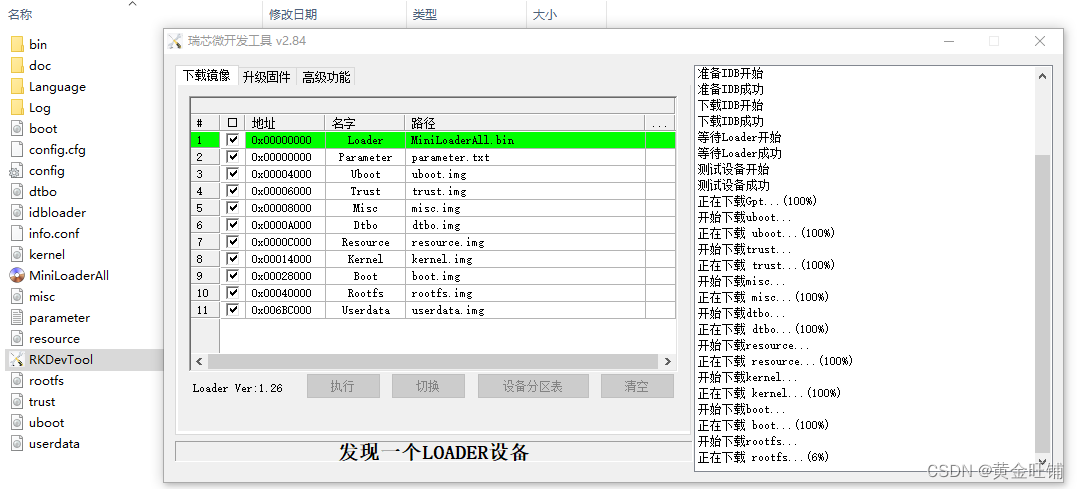 名称 修改日期 类型 大小
bin
doc
Language
Log
boot
config.cfg
config
dtbo
idbloader
info.conf
kernel
MiniLoaderAll
misc
parameter
resource
RKDevTool
rootfs
trust
uboot
userdata
瑞芯微开发工具 v2.84
下载镜像 升级固件 高级功能
# 地址 名字 路径 ...
1 0x00000000 Loader MiniLoaderAll.bin
2 0x00000000 Parameter parameter.txt
3 0x00004000 Uboot uboot.img
4 0x00006000 Trust trust.img
5 0x00008000 Misc misc.img
6 0x0000A000 Dtbo dtbo.img
7 0x0000C000 Resource resource.img
8 0x00014000 Kernel kernel.img
9 0x00028000 Boot boot.img
10 0x00040000 Rootfs rootfs.img
11 0x006BC000 Userdata userdata.img
Loader Ver:1.26 执行 切换 设备分区表 清空
发现一个LOADER设备
准备IDB开始
准备IDB成功
下载IDB开始
下载IDB成功
等待Loader开始
等待Loader成功
测试设备开始
测试设备成功
正在下载Gpt...(100%)
开始下载uboot...
正在下载 uboot...(100%)
开始下载trust...
正在下载 trust...(100%)
开始下载misc...
正在下载 misc...(100%)
开始下载dtbo...
正在下载 dtbo...(100%)
开始下载resource...
正在下载 resource...(100%)
开始下载kernel...
正在下载 kernel...(100%)
开始下载boot...
正在下载 boot...(100%)
开始下载rootfs...
正在下载 rootfs...(6%)
CSDN @黄金旺铺